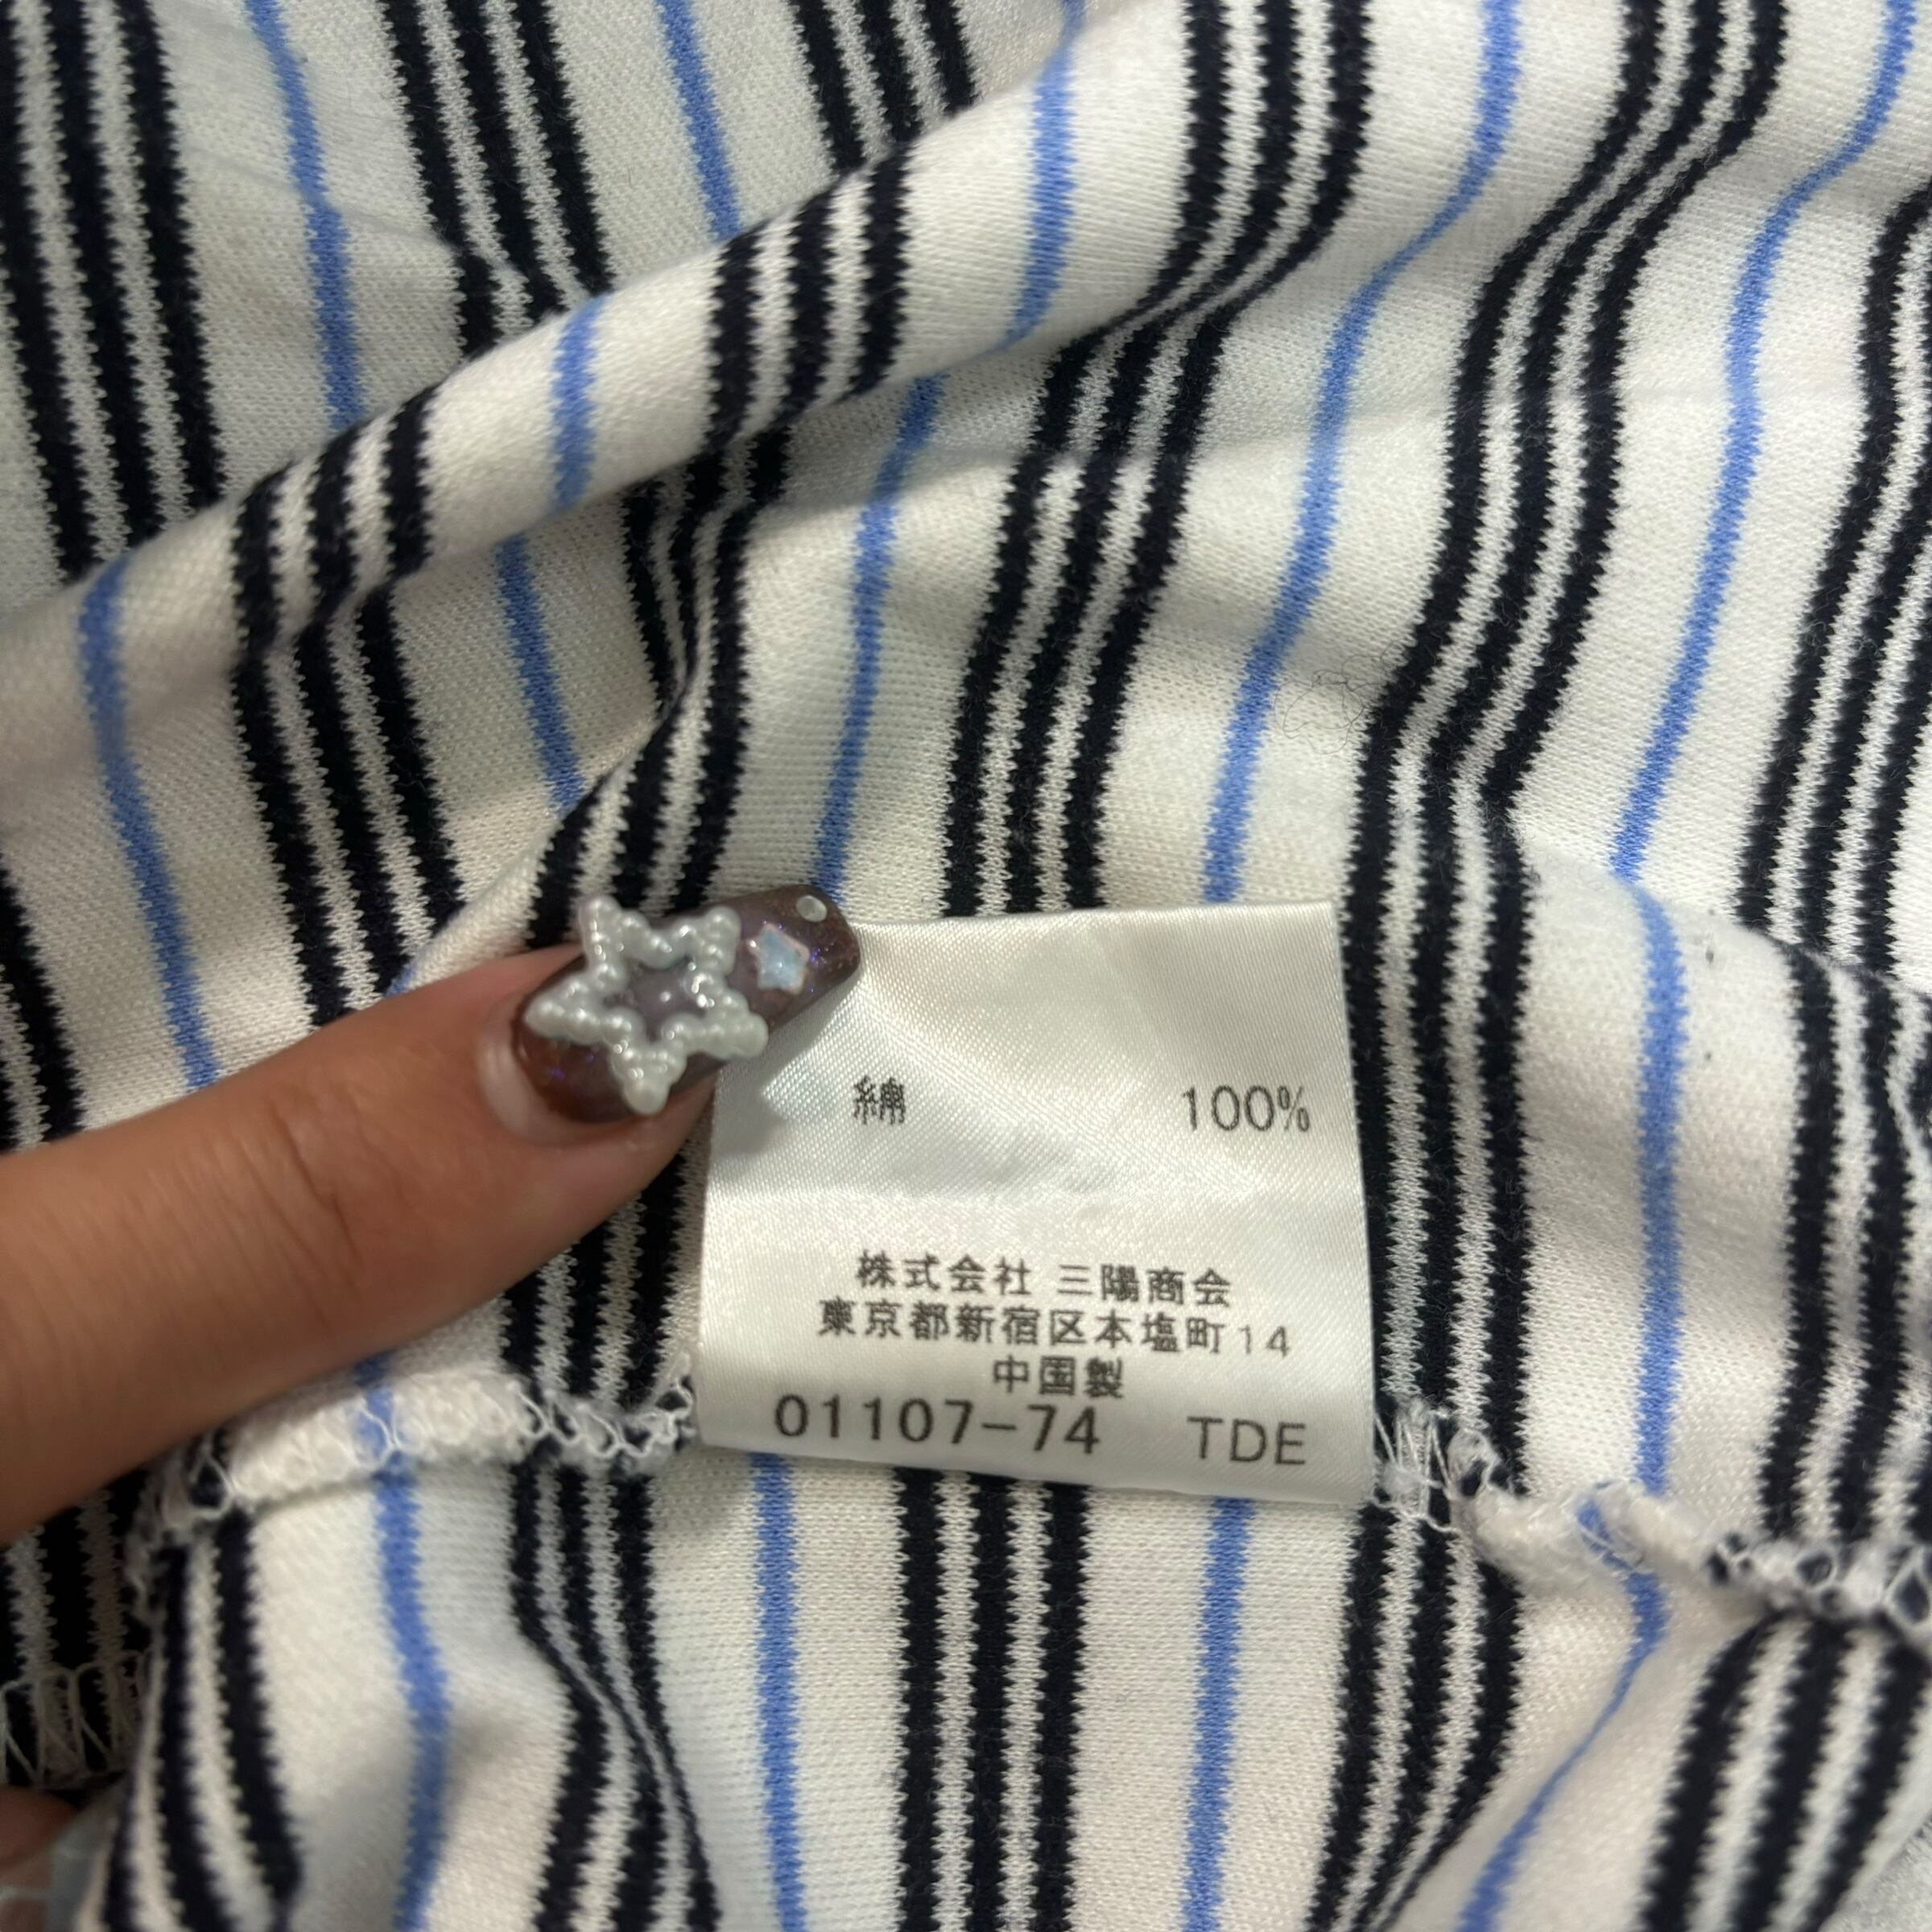 綿 100%
株式会社 三陽商会
東京都新宿区本塩町14
中国製
01107-74 TDE